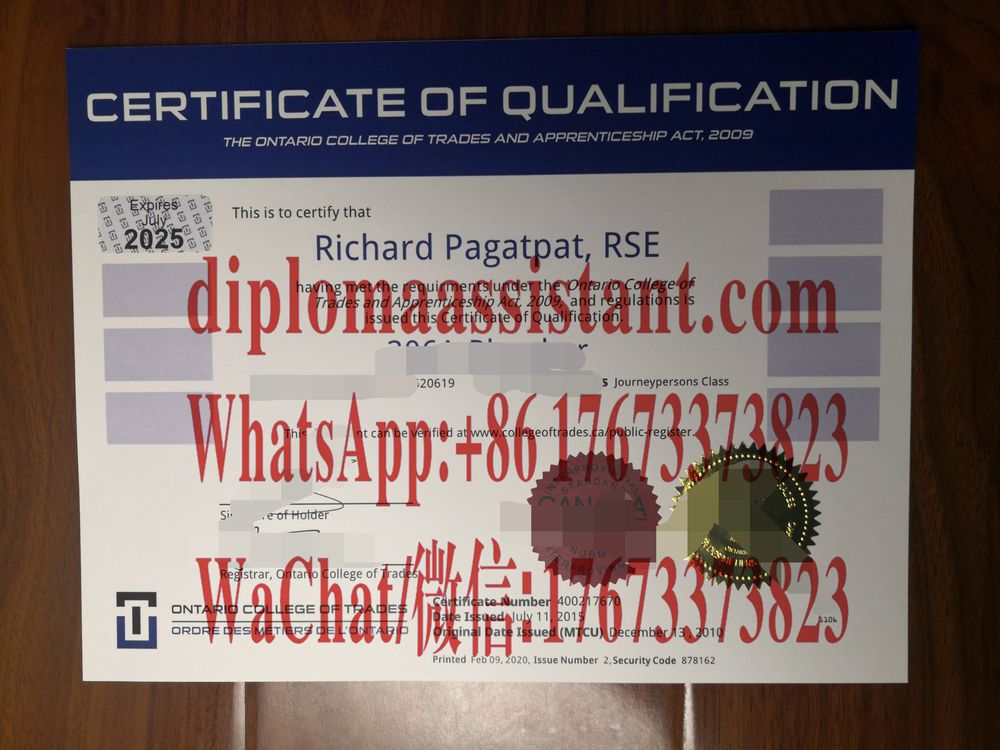 CERTIFICATE OF QUALIFICATION
THE ONTARIO COLLEGE OF TRADES AND APPRENTICESHIP ACT, 2009
Expires
July
2025
This is to certify that
Richard Pagatpat, RSE
diplomaassistant.com
having met the requirements under the Ontario College of
Trades and Apprenticeship Act, 2009, and regulations is
issued this Certificate of Qualification.
20619
Journeypersons Class
WhatsApp:+86 17673373823
can be verified at www.collegeoftrades.ca/public-register.
INTERPROVINCIAL
STANDARDS
of Holder
NORM
Registrar, Ontario College of Trades
WaChat/微信:17673373823
ONTARIO COLLEGE OF TRADES
ORDRE DES MÉTIERS DE L'ONTARIO
Certificate Number 400217670
Date Issued July 11, 2015
Original Date Issued (MTCU) December 13, 2010
Printed Feb 09, 2020, Issue Number 2, Security Code 878162